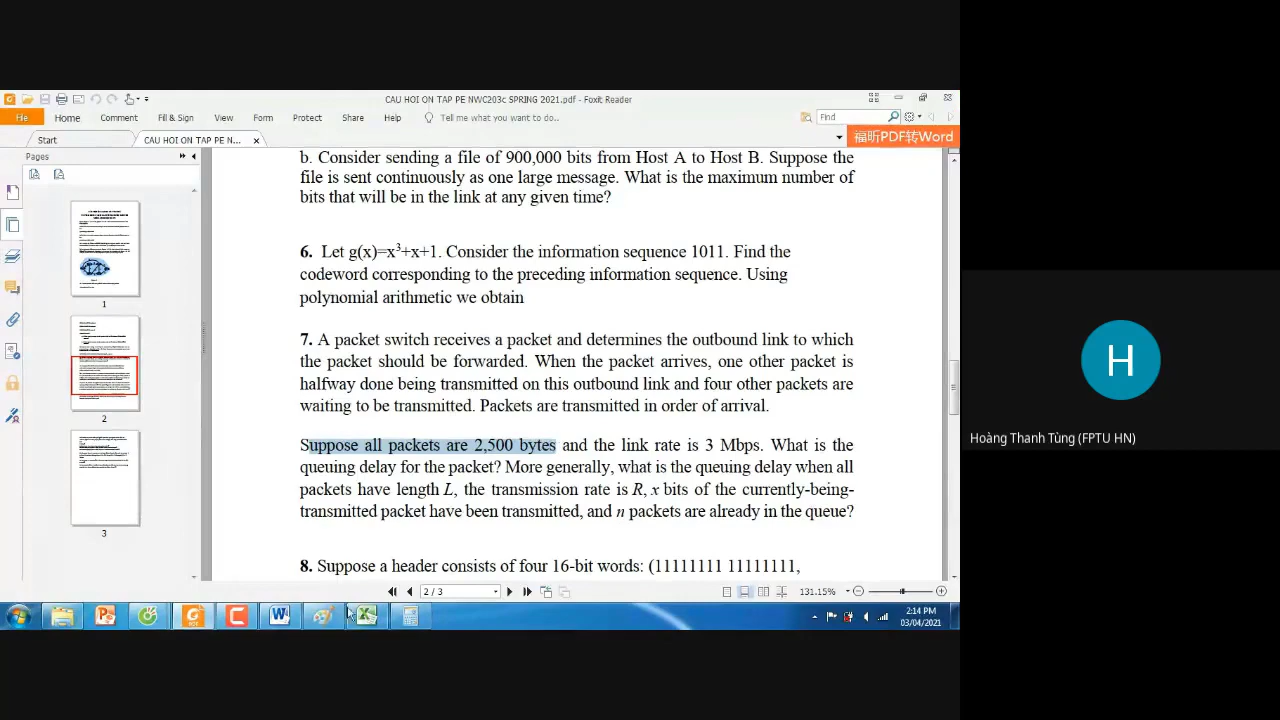 CAU HOI ON TAP PE NWC203c SPRING 2021.pdf - Foxit Reader
File Home Comment Fill & Sign View Form Protect Share Help Tell me what you want to do... Find
Start CAU HOI ON TAP PE N... 福昕PDF转Word
Pages
b. Consider sending a file of 900,000 bits from Host A to Host B. Suppose the
file is sent continuously as one large message. What is the maximum number of
bits that will be in the link at any given time?
6. Let g(x)=x³+x+1. Consider the information sequence 1011. Find the
codeword corresponding to the preceding information sequence. Using
polynomial arithmetic we obtain
7. A packet switch receives a packet and determines the outbound link to which
the packet should be forwarded. When the packet arrives, one other packet is
halfway done being transmitted on this outbound link and four other packets are
waiting to be transmitted. Packets are transmitted in order of arrival.
Suppose all packets are 2,500 bytes and the link rate is 3 Mbps. What is the
queuing delay for the packet? More generally, what is the queuing delay when all
packets have length L, the transmission rate is R, x bits of the currently-being-
transmitted packet have been transmitted, and n packets are already in the queue?
8. Suppose a header consists of four 16-bit words: (11111111 11111111,
1
2
3
2 / 3
131.15%
2:14 PM
03/04/2021
H
Hoàng Thanh Tùng (FPTU HN)